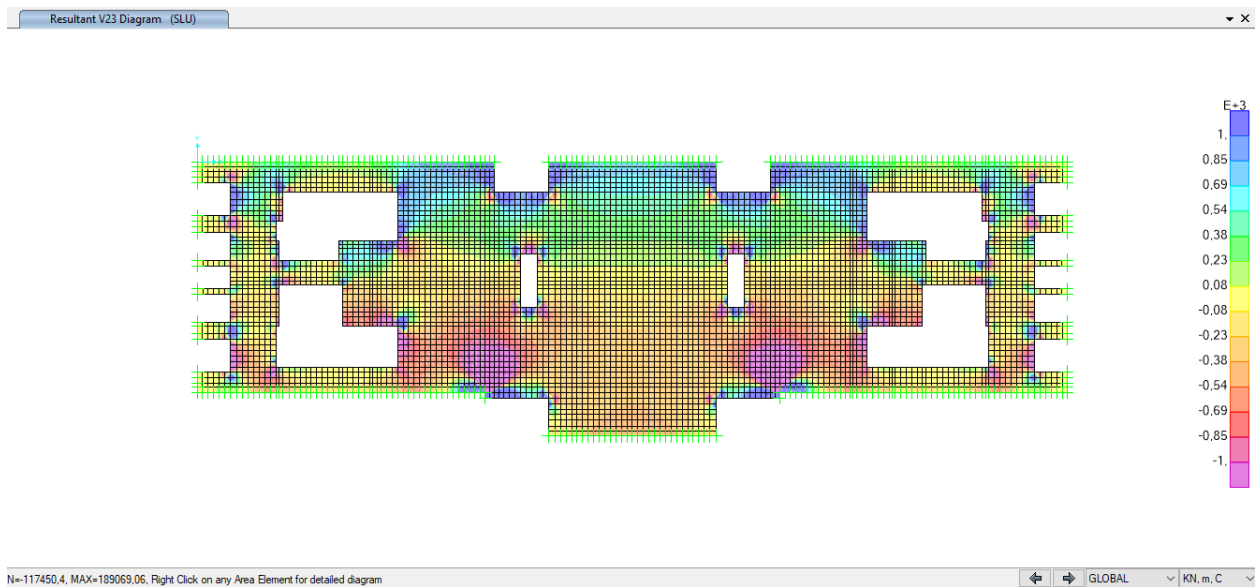 Resultant V23 Diagram (SLU)
E+3
1,
0.85
0.69
0.54
0.38
0.23
0.08
-0.08
-0.23
-0.38
-0.54
-0.69
-0.85
-1,
N=-117450,4, MAX=189069,06, Right Click on any Area Element for detailed diagram
GLOBAL
KN, m, C